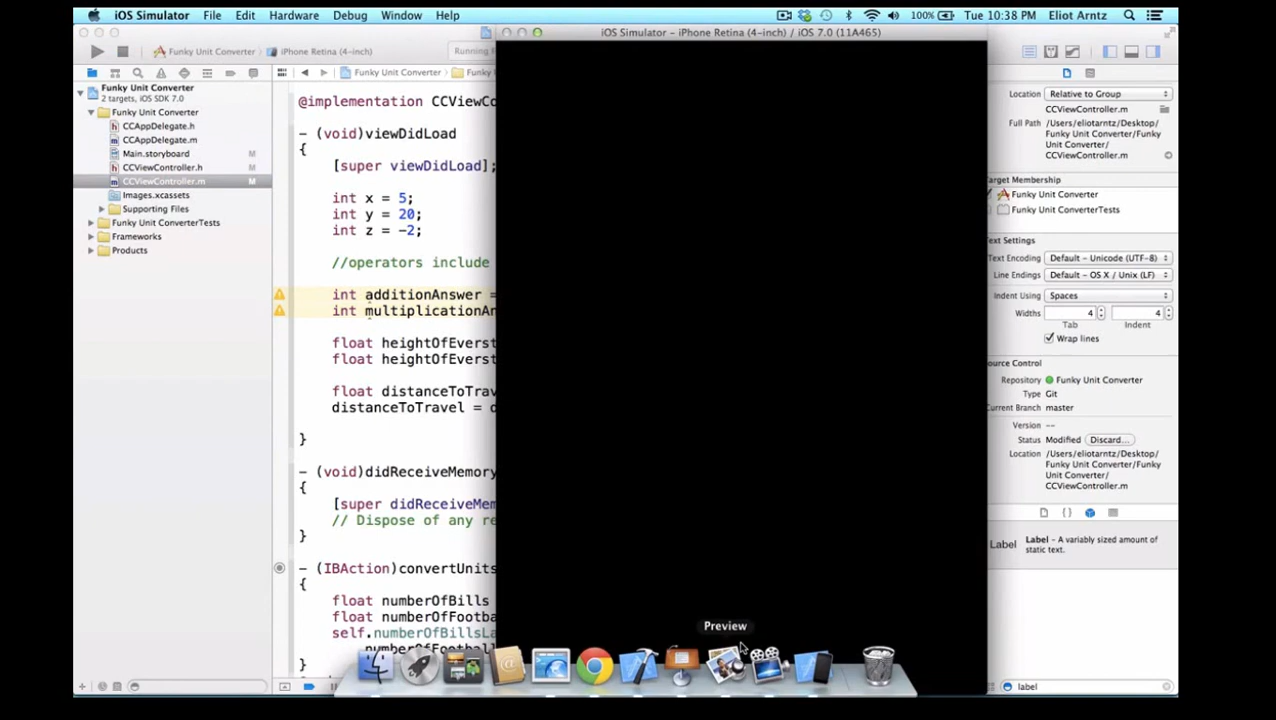 iOS Simulator File Edit Hardware Debug Window Help 100% Tue 10:38 PM Eliot Arntz
iOS Simulator – iPhone Retina (4-inch) / iOS 7.0 (11A465)
Funky Unit Converter iPhone Retina (4-inch) Running
Funky Unit Converter Funky
Funky Unit Converter
2 targets, iOS SDK 7.0
Funky Unit Converter
CCAppDelegate.h
CCAppDelegate.m
Main.storyboard M
CCViewController.h M
CCViewController.m M
Images.xcassets
Supporting Files
Funky Unit ConverterTests
Frameworks
Products
@implementation CCViewCo
- (void)viewDidLoad
{
[super viewDidLoad];
int x = 5;
int y = 20;
int z = -2;
//operators include
int additionAnswer =
int multiplicationAn
float heightOfEverst
float heightOfEverst
float distanceToTrav
distanceToTravel = d
}
- (void)didReceiveMemory
{
[super didReceiveMem
// Dispose of any re
}
- (IBAction)convertUnits
{
float numberOfBills
float numberOfFootba
self.numberOfBillsLa
numberOfFootball
}
Location Relative to Group
CCViewController.m
Full Path /Users/eliotarntz/Desktop/
Funky Unit Converter/Funky
Unit Converter/
CCViewController.m
Target Membership
Funky Unit Converter
Funky Unit ConverterTests
Text Settings
Text Encoding Default - Unicode (UTF-8)
Line Endings Default - OS X / Unix (LF)
Indent Using Spaces
Widths 4 4
Tab Indent
Wrap lines
Source Control
Repository Funky Unit Converter
Type Git
Current Branch master
Version --
Status Modified Discard...
Location /Users/eliotarntz/Desktop/
Funky Unit Converter/Funky
Unit Converter/
CCViewController.m
Label Label – A variably sized amount of
static text.
Preview
label